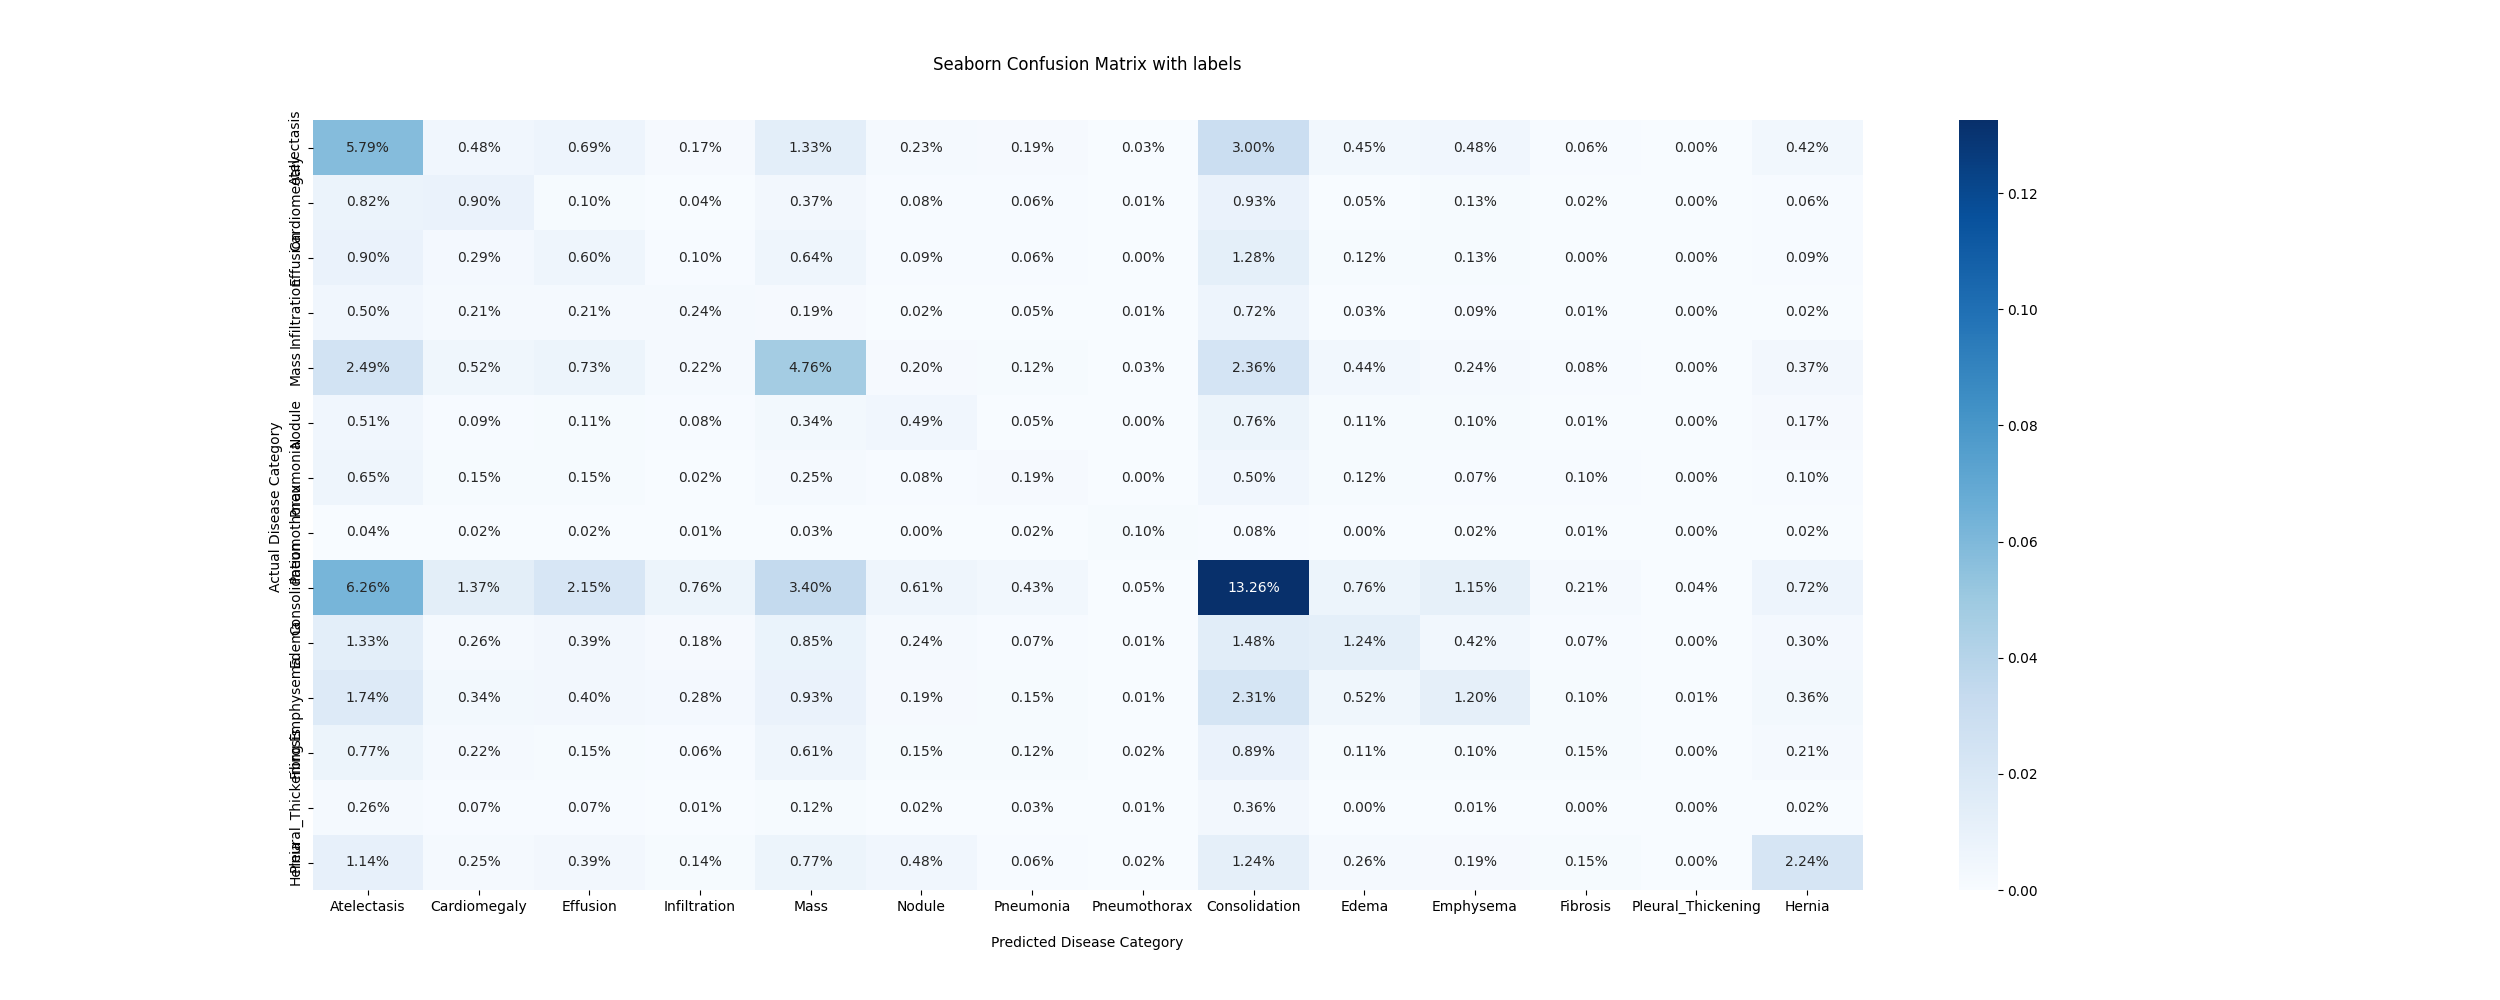 Seaborn Confusion Matrix with labels
Actual Disease Category
Atelectasis 5.79% 0.48% 0.69% 0.17% 1.33% 0.23% 0.19% 0.03% 3.00% 0.45% 0.48% 0.06% 0.00% 0.42%
Cardiomegaly 0.82% 0.90% 0.10% 0.04% 0.37% 0.08% 0.06% 0.01% 0.93% 0.05% 0.13% 0.02% 0.00% 0.06%
Effusion 0.90% 0.29% 0.60% 0.10% 0.64% 0.09% 0.06% 0.00% 1.28% 0.12% 0.13% 0.00% 0.00% 0.09%
Infiltration 0.50% 0.21% 0.21% 0.24% 0.19% 0.02% 0.05% 0.01% 0.72% 0.03% 0.09% 0.01% 0.00% 0.02%
Mass 2.49% 0.52% 0.73% 0.22% 4.76% 0.20% 0.12% 0.03% 2.36% 0.44% 0.24% 0.08% 0.00% 0.37%
Nodule 0.51% 0.09% 0.11% 0.08% 0.34% 0.49% 0.05% 0.00% 0.76% 0.11% 0.10% 0.01% 0.00% 0.17%
Pneumonia 0.65% 0.15% 0.15% 0.02% 0.25% 0.08% 0.19% 0.00% 0.50% 0.12% 0.07% 0.10% 0.00% 0.10%
Pneumothorax 0.04% 0.02% 0.02% 0.01% 0.03% 0.00% 0.02% 0.10% 0.08% 0.00% 0.02% 0.01% 0.00% 0.02%
Consolidation 6.26% 1.37% 2.15% 0.76% 3.40% 0.61% 0.43% 0.05% 13.26% 0.76% 1.15% 0.21% 0.04% 0.72%
Edema 1.33% 0.26% 0.39% 0.18% 0.85% 0.24% 0.07% 0.01% 1.48% 1.24% 0.42% 0.07% 0.00% 0.30%
Emphysema 1.74% 0.34% 0.40% 0.28% 0.93% 0.19% 0.15% 0.01% 2.31% 0.52% 1.20% 0.10% 0.01% 0.36%
Fibrosis 0.77% 0.22% 0.15% 0.06% 0.61% 0.15% 0.12% 0.02% 0.89% 0.11% 0.10% 0.15% 0.00% 0.21%
Pleural_Thickening 0.26% 0.07% 0.07% 0.01% 0.12% 0.02% 0.03% 0.01% 0.36% 0.00% 0.01% 0.00% 0.00% 0.02%
Hernia 1.14% 0.25% 0.39% 0.14% 0.77% 0.48% 0.06% 0.02% 1.24% 0.26% 0.19% 0.15% 0.00% 2.24%
Atelectasis Cardiomegaly Effusion Infiltration Mass Nodule Pneumonia Pneumothorax Consolidation Edema Emphysema Fibrosis Pleural_Thickening Hernia
Predicted Disease Category
0.12
0.10
0.08
0.06
0.04
0.02
0.00